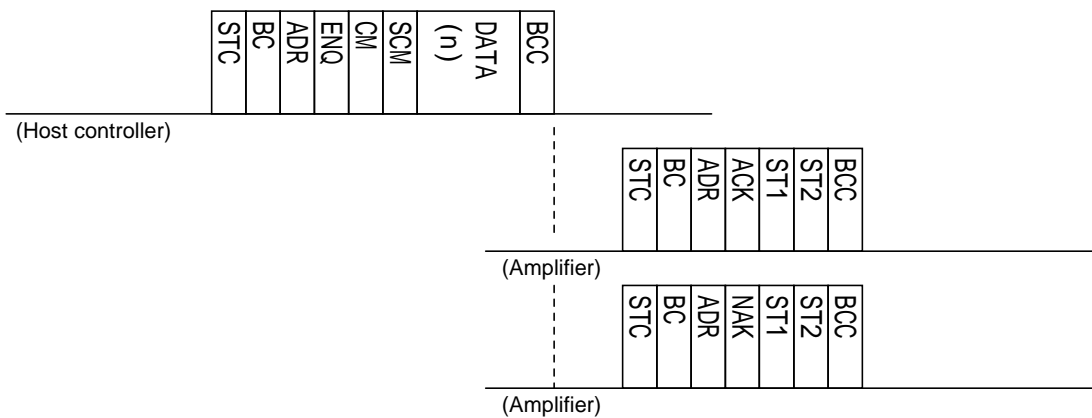 STC BC ADR ENQ CM SCM DATA (n) BCC
(Host controller)
STC BC ADR ACK ST1 ST2 BCC
(Amplifier)
STC BC ADR NAK ST1 ST2 BCC
(Amplifier)